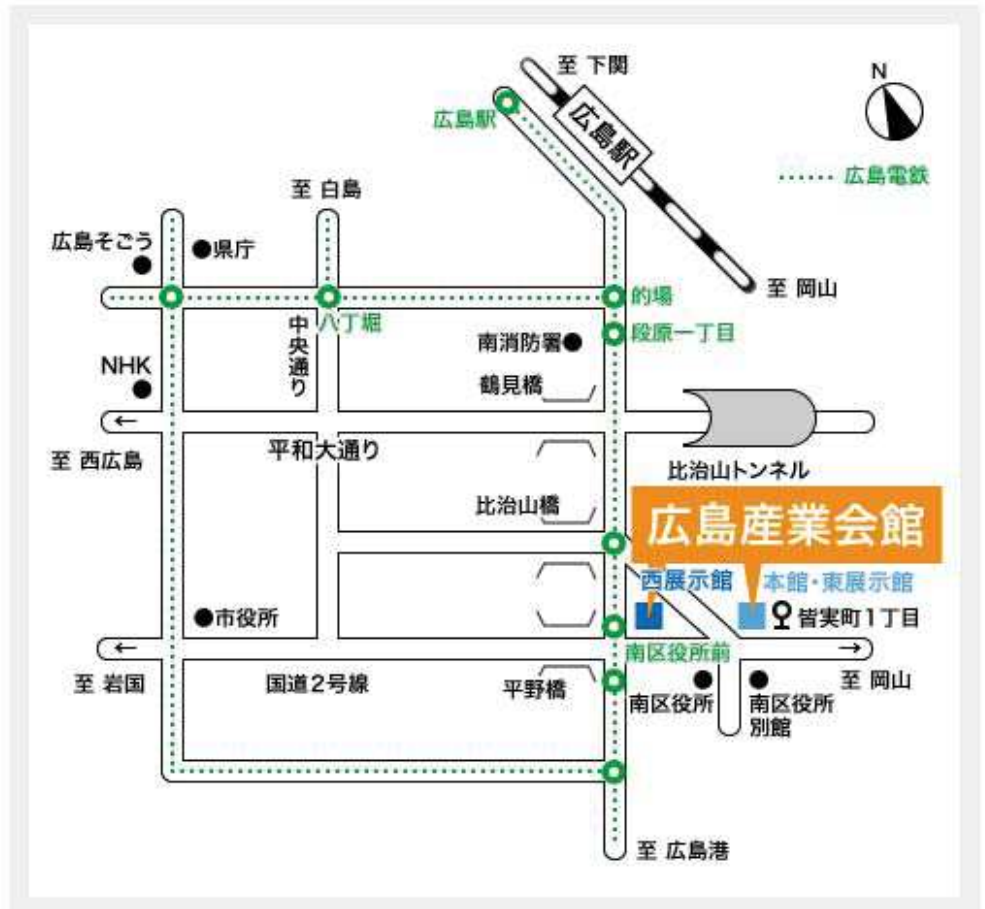 至 下関
N
広島駅
広島駅
広島電鉄
至 白島
広島そごう
県庁
至 岡山
的場
八丁堀
中央通り
段原一丁目
南消防署
NHK
鶴見橋
至 西広島
平和大通り
比治山トンネル
比治山橋
広島産業会館
西展示館
本館・東展示館
市役所
皆実町1丁目
南区役所前
至 岩国
国道2号線
平野橋
南区役所
南区役所
別館
至 岡山
至 広島港